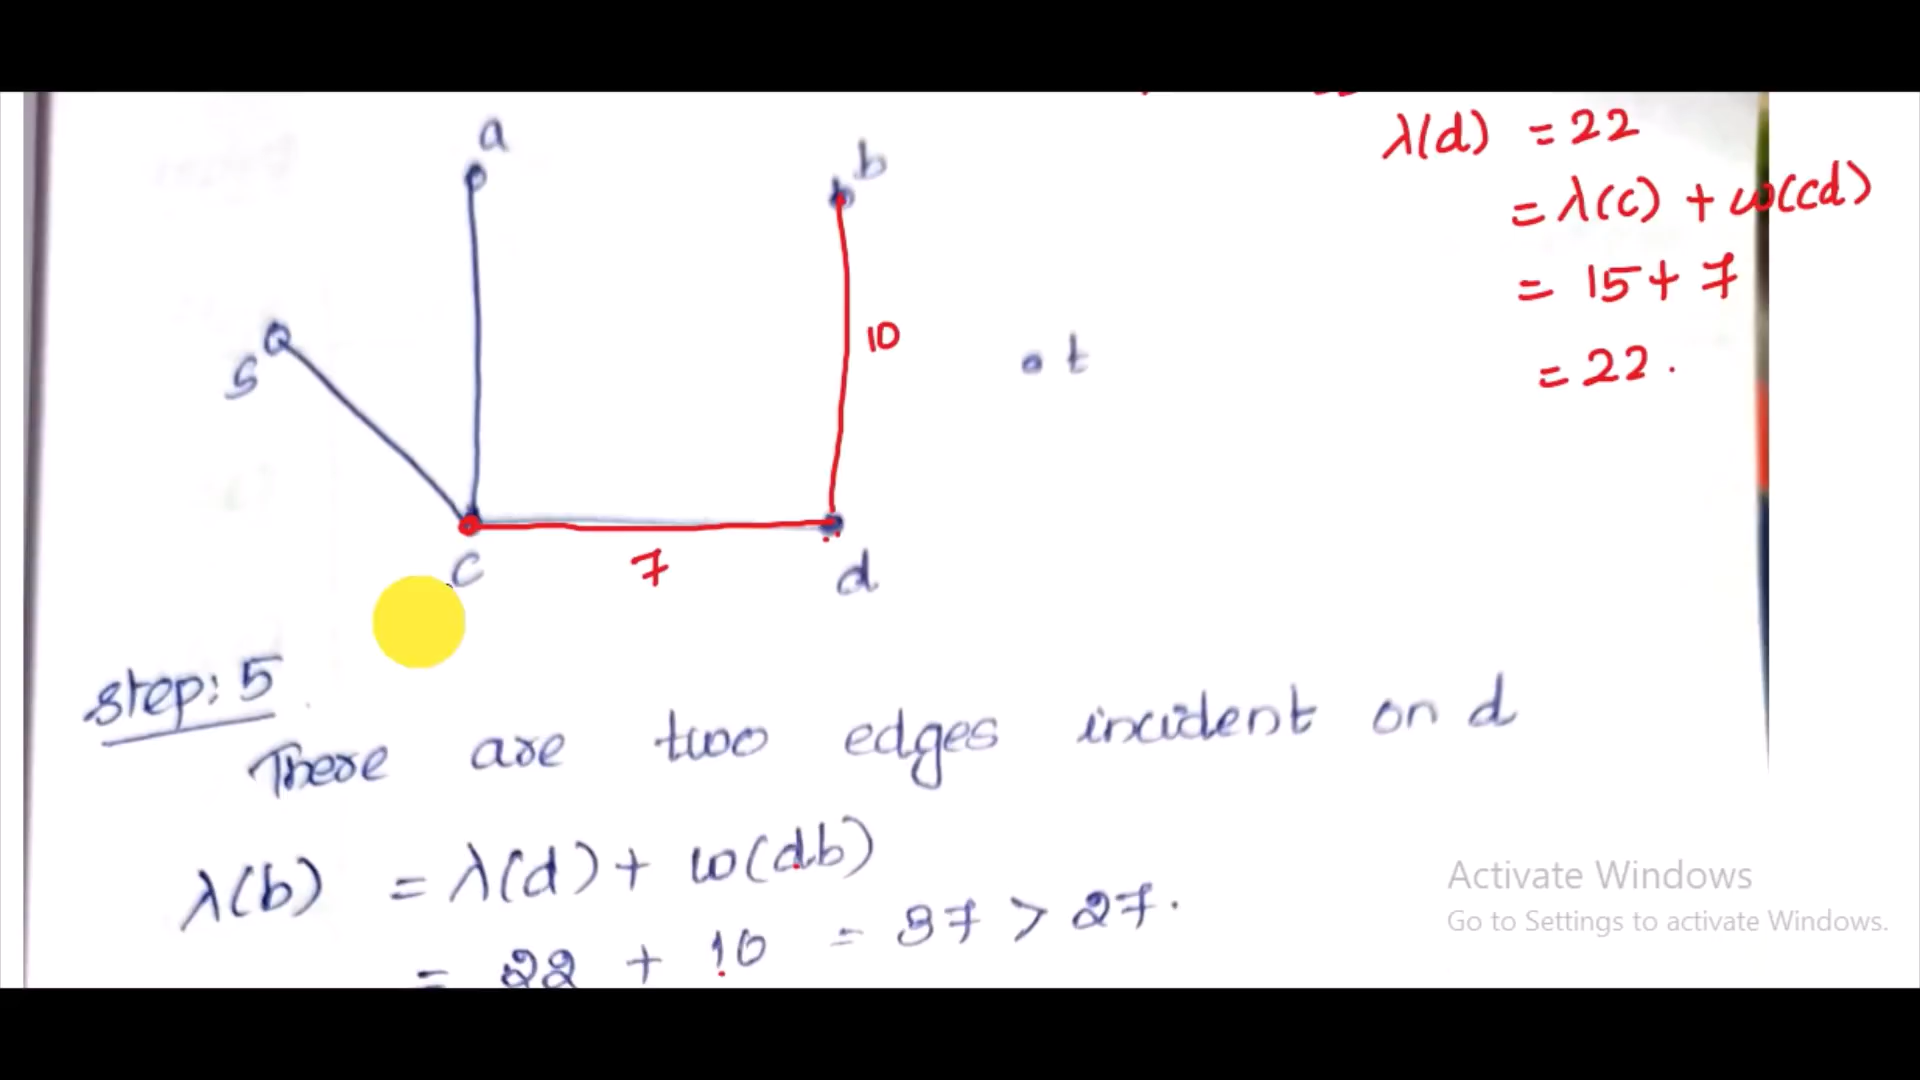 a
b
λ(d) = 22
= λ(c) + w(cd)
= 15 + 7
= 22.
10
t
s
c
7
d
step: 5
There are two edges incident on d
λ(b) = λ(d) + w(db)
= 22 + 10 = 37 > 27.
Activate Windows
Go to Settings to activate Windows.